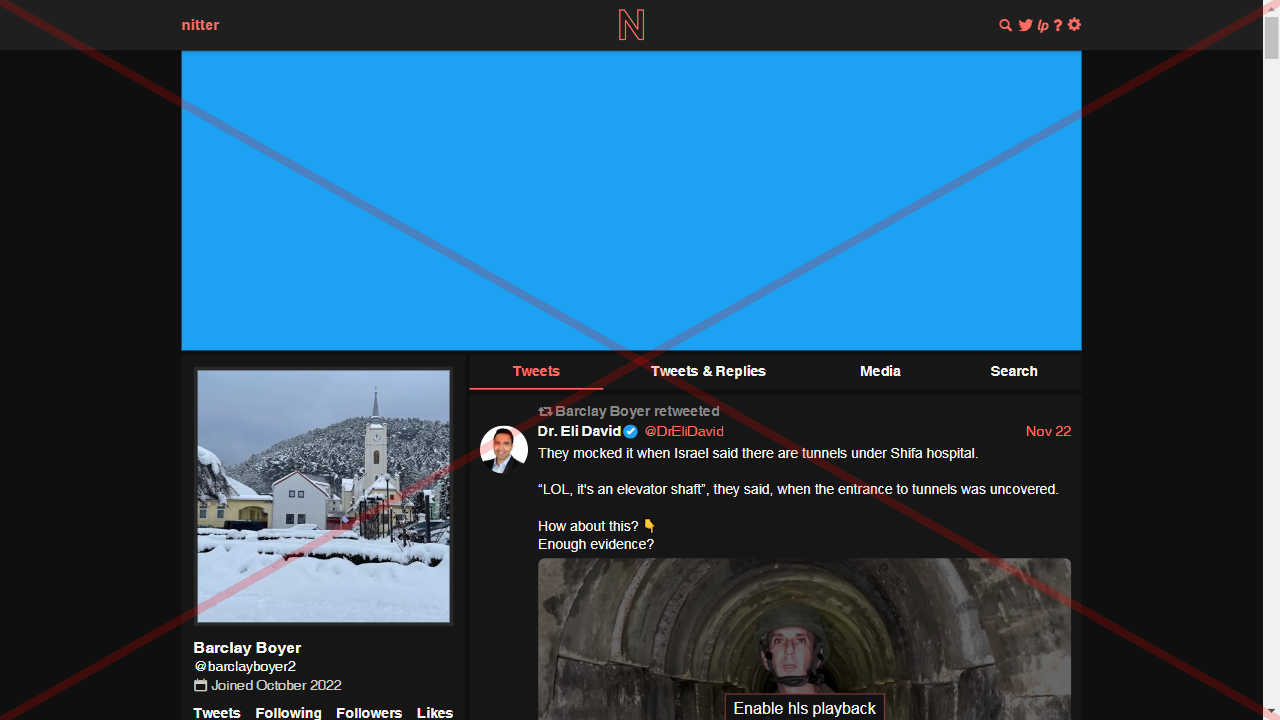 nitter
N
lp ?
Tweets
Tweets & Replies
Media
Search
Barclay Boyer retweeted
Dr. Eli David @DrEliDavid
Nov 22
They mocked it when Israel said there are tunnels under Shifa hospital.
“LOL, it's an elevator shaft”, they said, when the entrance to tunnels was uncovered.
How about this? 👇
Enough evidence?
Enable hls playback
Barclay Boyer
@barclayboyer2
Joined October 2022
Tweets Following Followers Likes